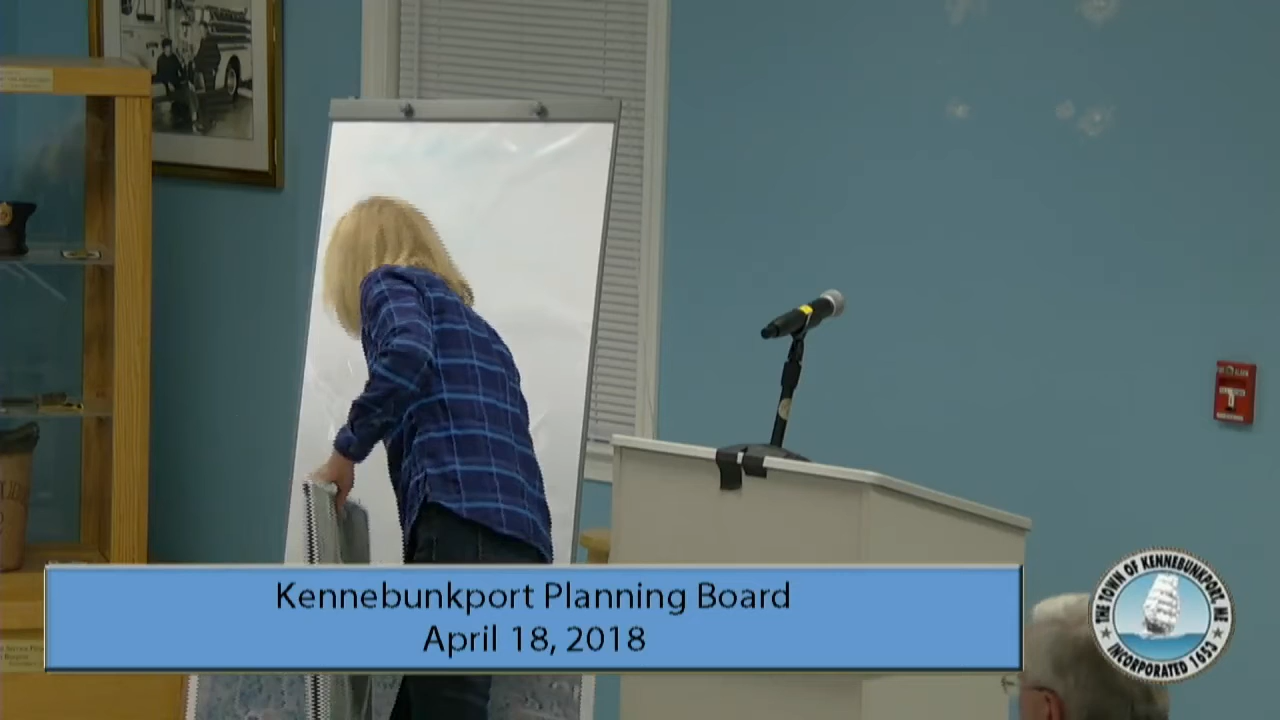 Kennebunkport Planning Board
April 18, 2018
THE TOWN OF KENNEBUNKPORT, ME
INCORPORATED 1653